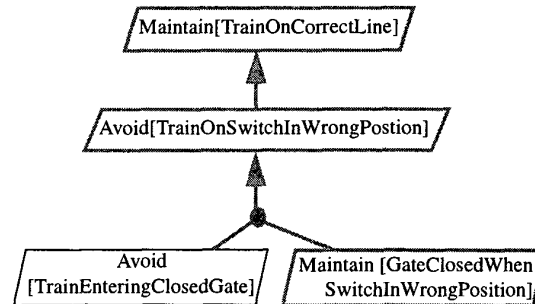 Maintain[TrainOnCorrectLine]
Avoid[TrainOnSwitchInWrongPostion]
Avoid
[TrainEnteringClosedGate]
Maintain [GateClosedWhen
SwitchInWrongPosition]